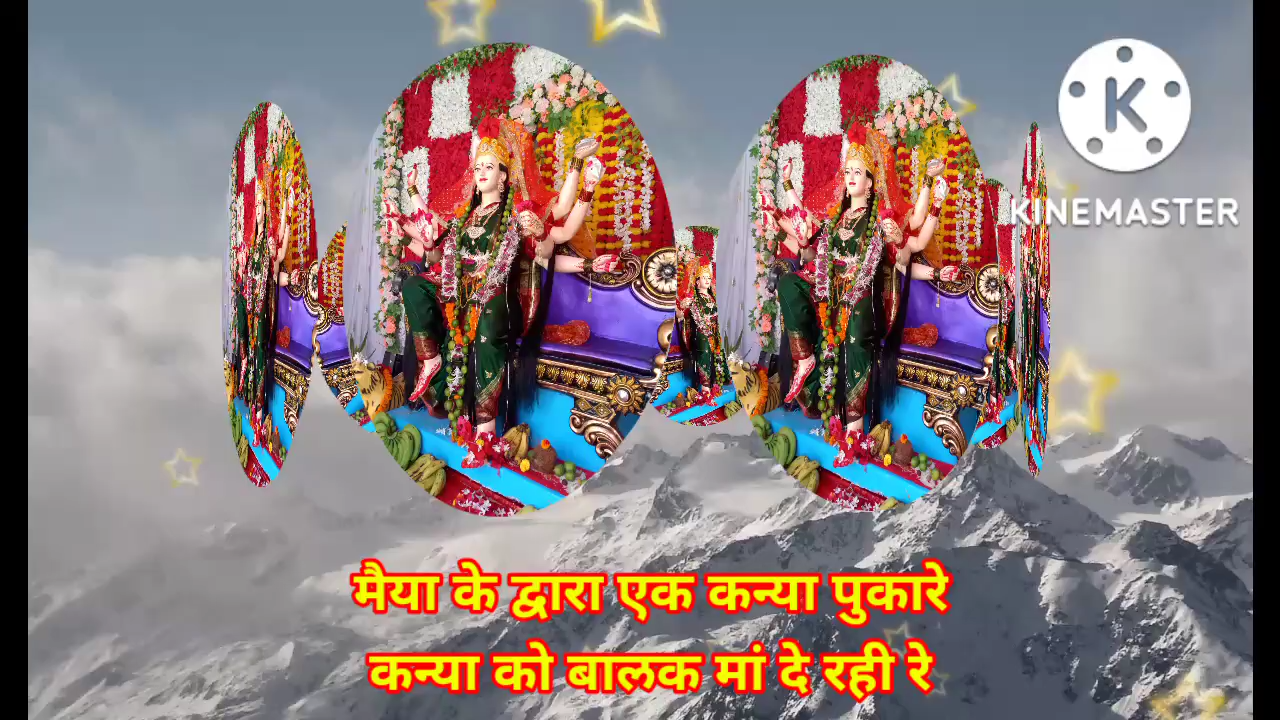 K
KINEMASTER
मैया के द्वारा एक कन्या पुकारे
कन्या को बालक मां दे रही रे